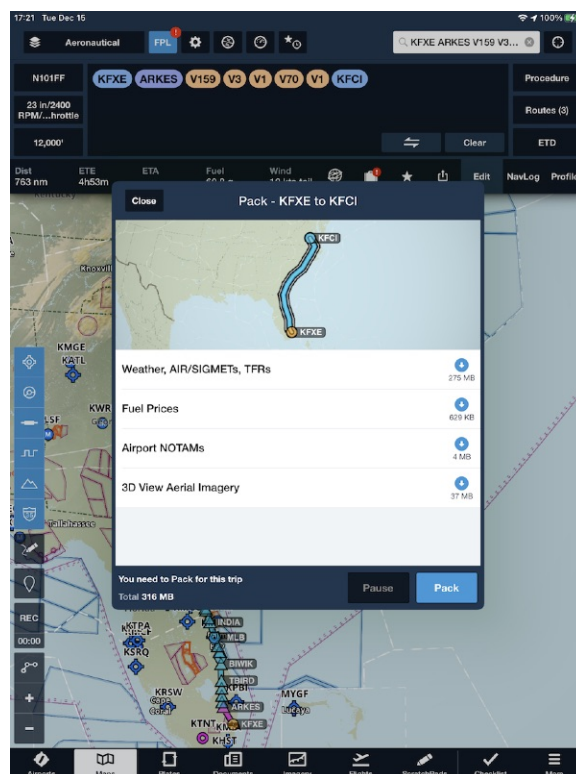 17:21 Tue Dec 15
100%
Aeronautical
FPL
KFXE ARKES V159 V3...
N101FF
KFXE ARKES V159 V3 V1 V70 V1 KFCI
Procedure
23 in/2400
RPM/...hrottle
Routes (3)
12,000'
Clear
ETD
Dist ETE ETA Fuel Wind
763 nm 4h53m
Edit NavLog Profile
Close
Pack - KFXE to KFCI
KFCI
KFXE
Weather, AIR/SIGMETs, TFRs
275 MB
Fuel Prices
629 KB
Airport NOTAMs
4 MB
3D View Aerial Imagery
37 MB
You need to Pack for this trip
Total 316 MB
Pause
Pack
KMGE
KATL
KWR
Tallahassee
REC
00:00
KTPA
KSRQ
INDIA
MLB
BIWIK
TBIRD
KPBI
KRSW
Cape
Coral
ARKES
MYGF
Lucaya
KTNT
KFXE
KHST
Airports Maps Plates Documents Imagery Flights ScratchPads Checklist More